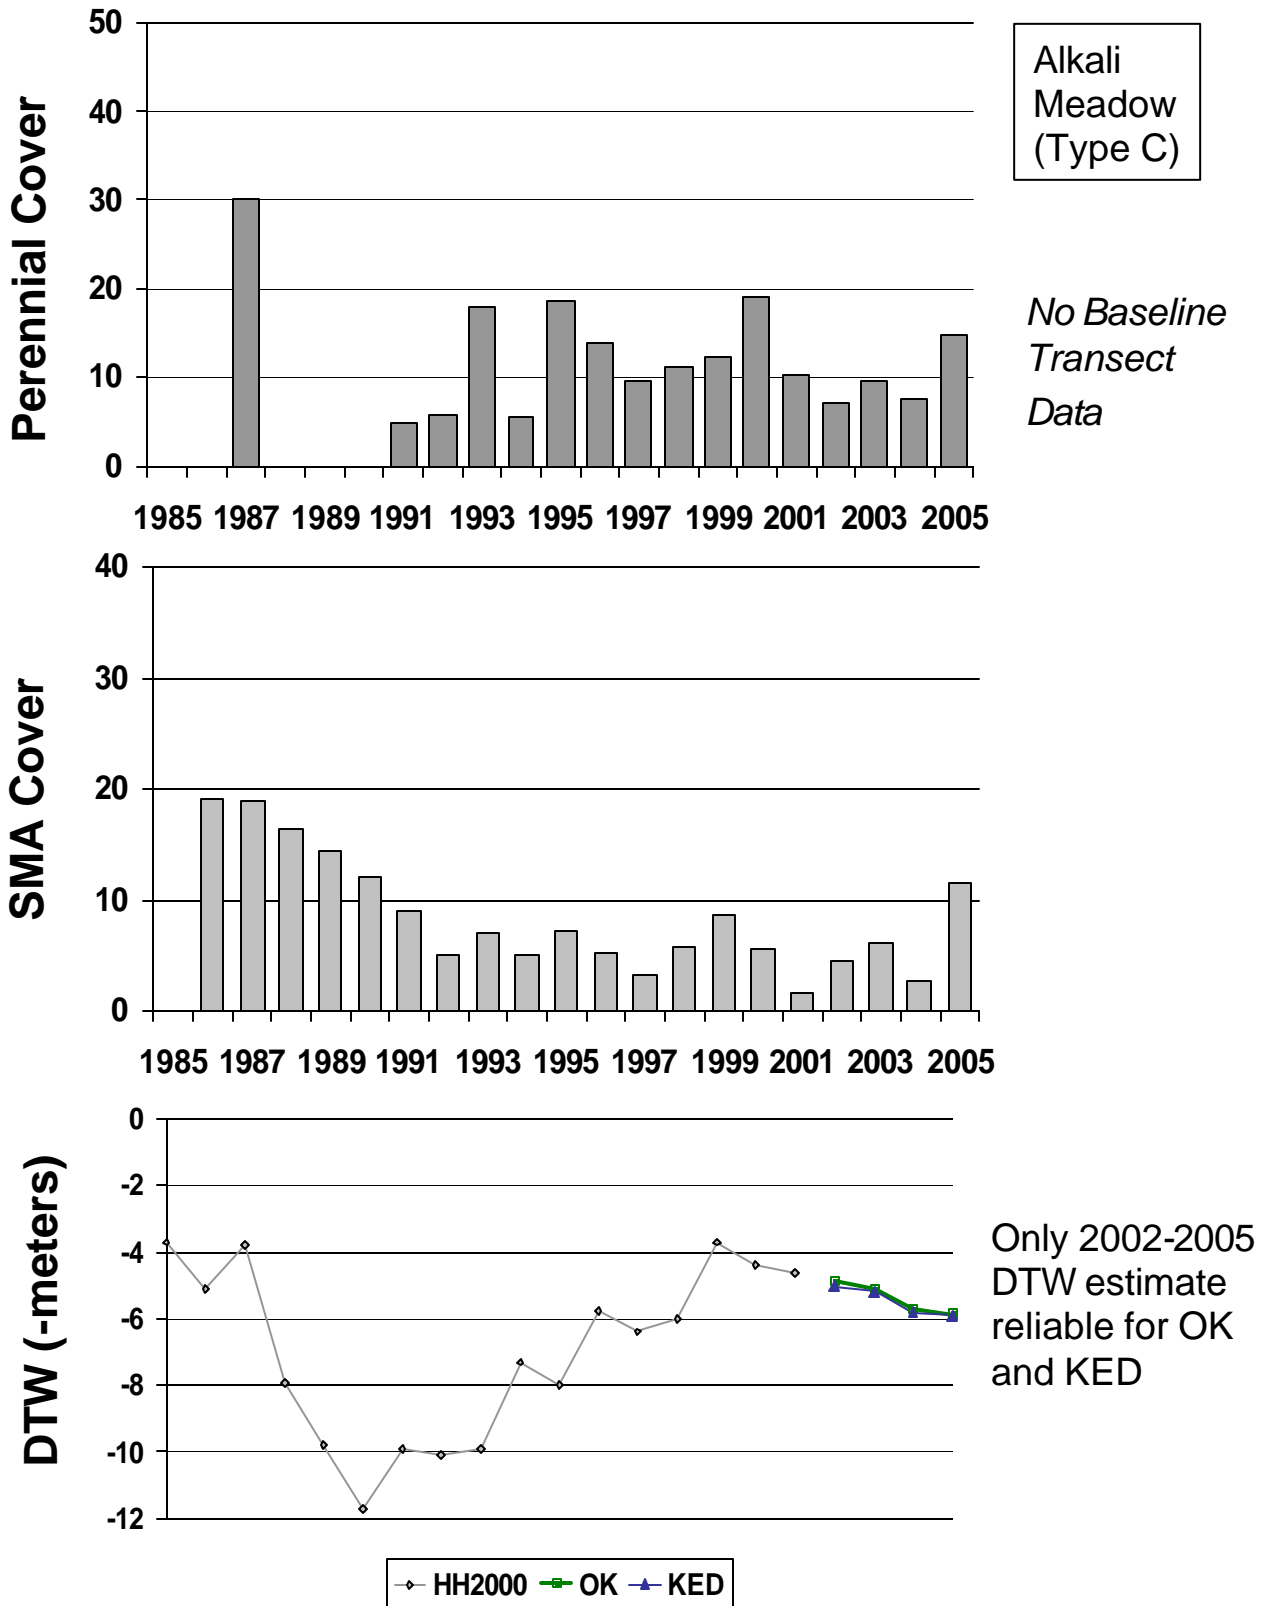 50
40
30
20
10
0
Perennial Cover
1985 1987 1989 1991 1993 1995 1997 1999 2001 2003 2005
Alkali
Meadow
(Type C)
No Baseline
Transect
Data
40
30
20
10
0
SMA Cover
1985 1987 1989 1991 1993 1995 1997 1999 2001 2003 2005
0
-2
-4
-6
-8
-10
-12
DTW (-meters)
Only 2002-2005
DTW estimate
reliable for OK
and KED
HH2000 OK KED